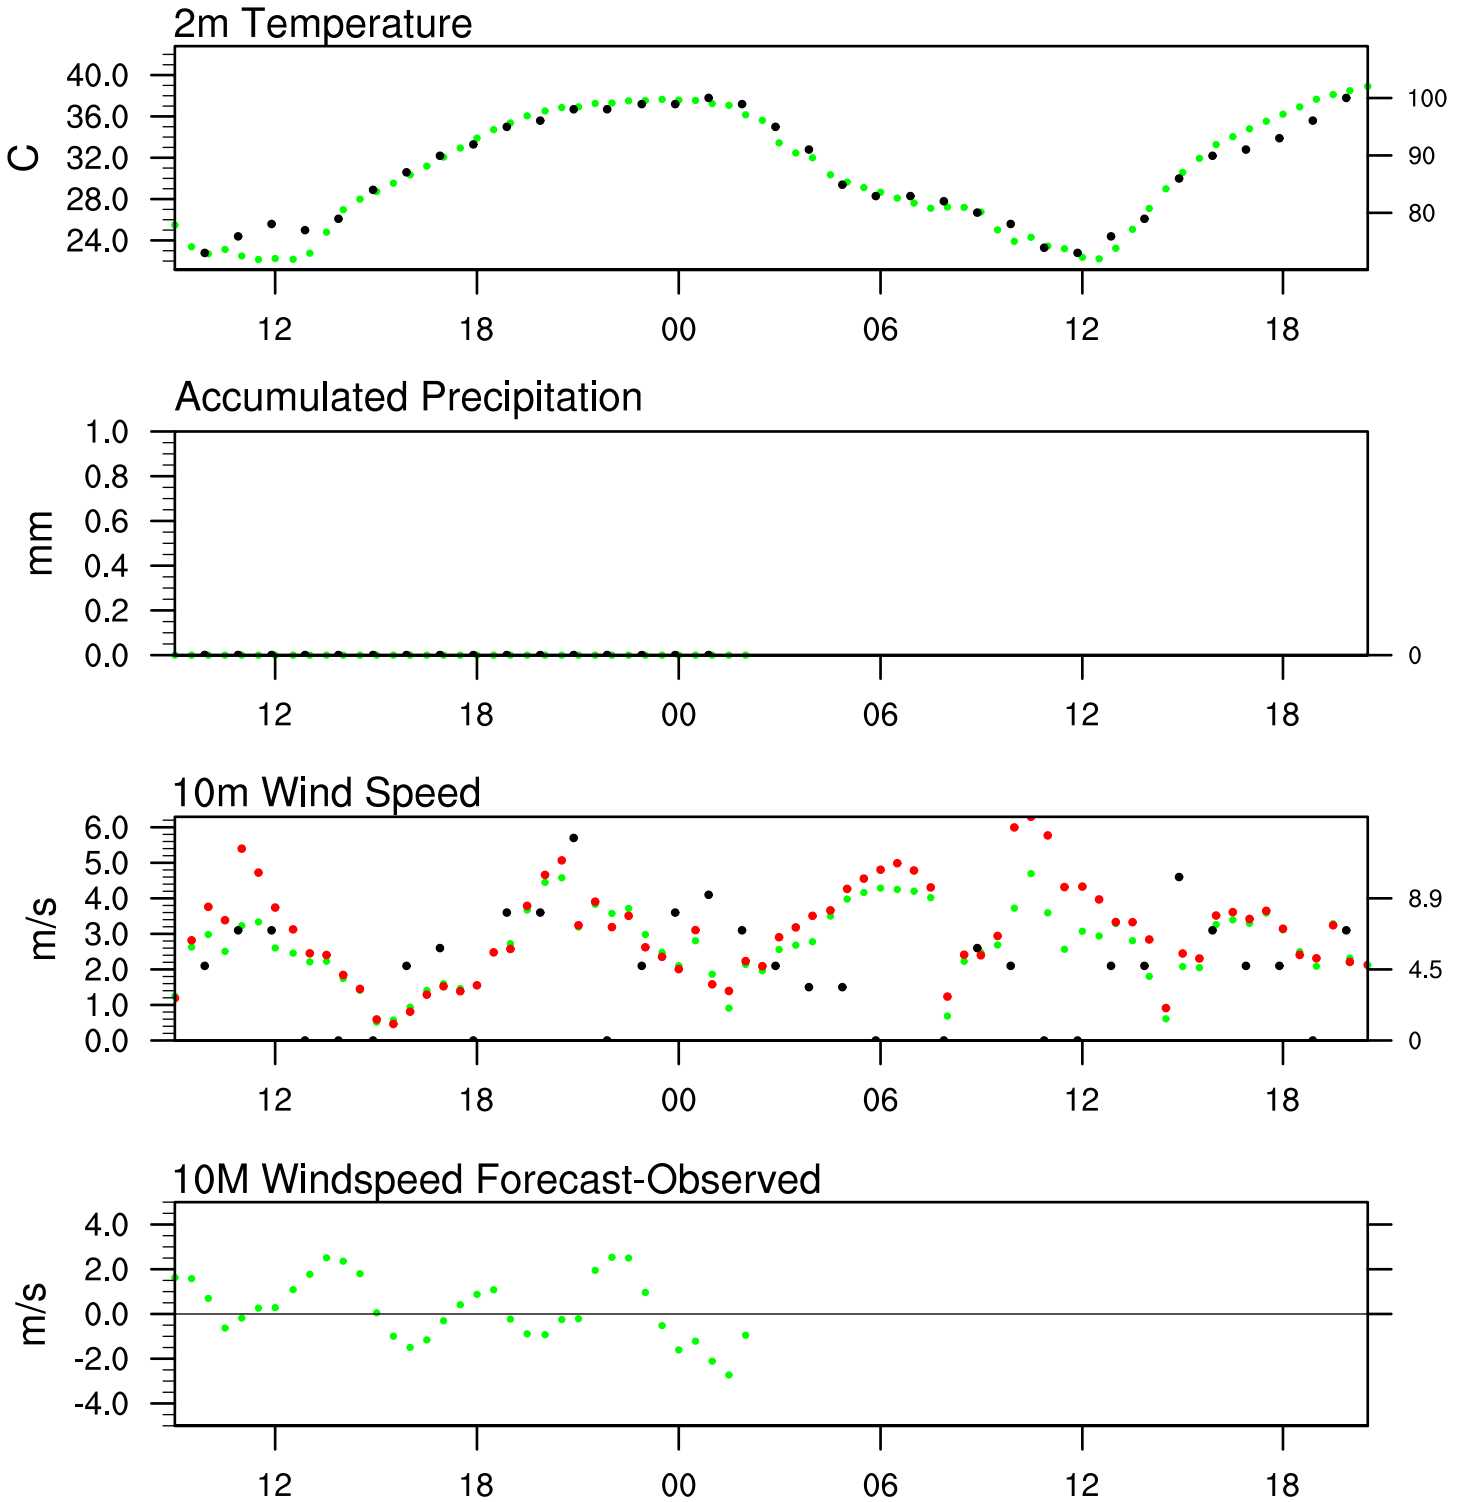 2m Temperature
40.0
36.0
32.0
28.0
24.0
C
100
90
80
12 18 00 06 12 18
Accumulated Precipitation
1.0
0.8
0.6
0.4
0.2
0.0
mm
0
12 18 00 06 12 18
10m Wind Speed
6.0
5.0
4.0
3.0
2.0
1.0
0.0
m/s
8.9
4.5
0
12 18 00 06 12 18
10M Windspeed Forecast-Observed
4.0
2.0
0.0
-2.0
-4.0
m/s
12 18 00 06 12 18